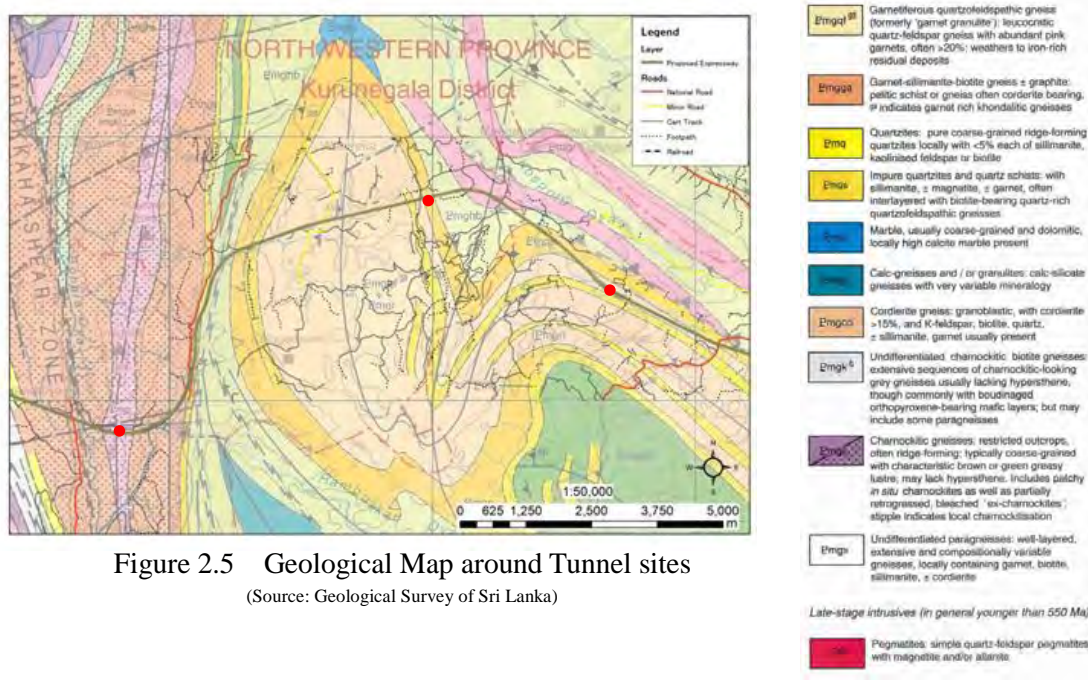 NORTH WESTERN PROVINCE
Kurunegala District
SHEAR ZONE
Pmghb
Pmghb
Legend
Layer
Proposed Expressway
Roads
National Road
Minor Road
Cart Track
Footpath
Railroad
N
W
E
S
1:50,000
0 625 1,250 2,500 3,750 5,000
m
Figure 2.5 Geological Map around Tunnel sites
(Source: Geological Survey of Sri Lanka)
Garnetiferous quartzofeldspathic gneiss
(formerly 'garnet granulite'): leucocratic
quartz-feldspar gneiss with abundant pink
garnets, often >20%; weathers to iron-rich
residual deposits
Pmgga
Garnet-sillimanite-biotite gneiss ± graphite:
pelitic schist or gneiss often corderite bearing.
indicates garnet rich khondalitic gneisses
Pmq
Quartzites: pure coarse-grained ridge-forming
quartzites locally with <5% each of sillimanite,
kaolinised feldspar or biotite
Pmqs
Impure quartzites and quartz schists: with
sillimanite, ± magnetite, ± garnet, often
interlayered with biotite-bearing quartz-rich
quartzofeldspathic gneisses
Marble, usually coarse-grained and dolomitic,
locally high calcite marble present
Calc-gneisses and / or granulites: calc-silicate
gneisses with very variable mineralogy
Pmgco
Cordierite gneiss: granoblastic, with cordierite
>15%, and K-feldspar, biotite, quartz,
± sillimanite, garnet usually present
Pmgk
Undifferentiated charnockitic biotite gneisses:
extensive sequences of charnockitic-looking
grey gneisses usually lacking hypersthene,
though commonly with boudinaged
orthopyroxene-bearing mafic layers; but may
include some paragneisses
Charnockitic gneisses: restricted outcrops,
often ridge-forming; typically coarse-grained
with characteristic brown or green greasy
lustre; may lack hypersthene. Includes patchy
in situ charnockites as well as partially
retrogressed, bleached 'ex-charnockites';
stipple indicates local charnockitisation
Pmgx
Undifferentiated paragneisses: well-layered,
extensive and compositionally variable
gneisses, locally containing garnet, biotite,
sillimanite, ± cordierite
Late-stage intrusives (in general younger than 550 Ma)
Pegmatites: simple quartz-feldspar pegmatites
with magnetite and/or allanite